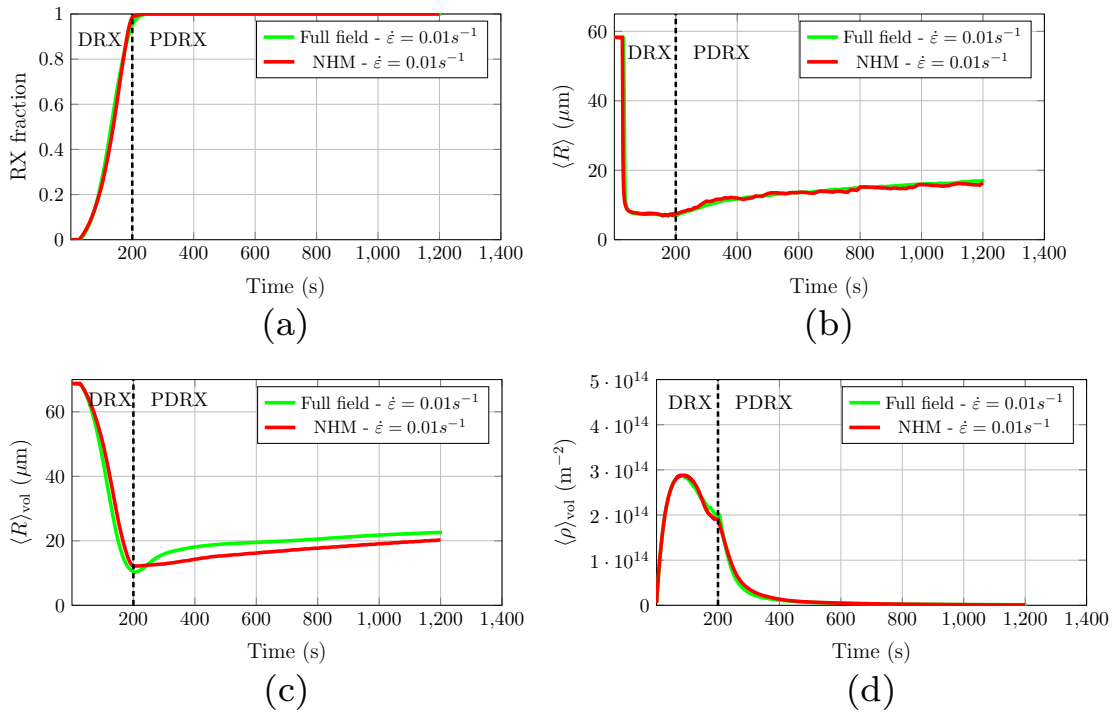 1
0.8
0.6
0.4
0.2
0
RX fraction
DRX PDRX
Full field - ε̇ = 0.01s⁻¹
NHM - ε̇ = 0.01s⁻¹
200 400 600 800 1,000 1,200 1,400
Time (s)
(a)
60
40
20
0
⟨R⟩ (μm)
DRX PDRX
Full field - ε̇ = 0.01s⁻¹
NHM - ε̇ = 0.01s⁻¹
200 400 600 800 1,000 1,200 1,400
Time (s)
(b)
60
40
20
0
⟨R⟩vol (μm)
DRX PDRX
Full field - ε̇ = 0.01s⁻¹
NHM - ε̇ = 0.01s⁻¹
200 400 600 800 1,000 1,200 1,400
Time (s)
(c)
5 · 10¹⁴
4 · 10¹⁴
3 · 10¹⁴
2 · 10¹⁴
1 · 10¹⁴
0
⟨ρ⟩vol (m⁻²)
DRX PDRX
Full field - ε̇ = 0.01s⁻¹
NHM - ε̇ = 0.01s⁻¹
200 400 600 800 1,000 1,200 1,400
Time (s)
(d)